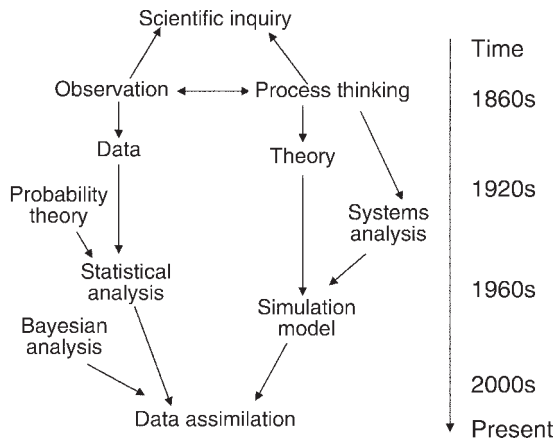 Scientific inquiry
Time
Observation
Process thinking
1860s
Data
Theory
Probability
theory
1920s
Systems
analysis
Statistical
analysis
1960s
Simulation
model
Bayesian
analysis
2000s
Data assimilation
Present